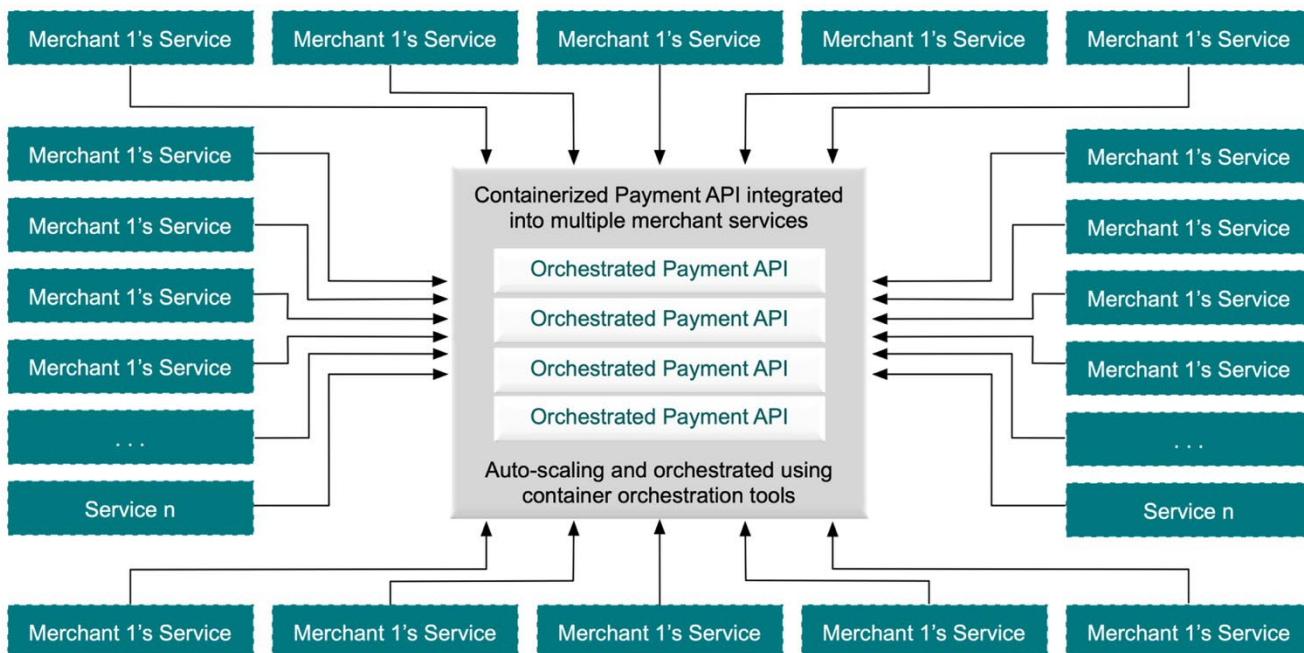 Merchant 1’s Service
Merchant 1’s Service
Merchant 1’s Service
Merchant 1’s Service
Merchant 1’s Service
Merchant 1’s Service
Merchant 1’s Service
Merchant 1’s Service
Merchant 1’s Service
. . .
Service n
Containerized Payment API integrated
into multiple merchant services
Orchestrated Payment API
Orchestrated Payment API
Orchestrated Payment API
Orchestrated Payment API
Auto-scaling and orchestrated using
container orchestration tools
Merchant 1’s Service
Merchant 1’s Service
Merchant 1’s Service
Merchant 1’s Service
. . .
Service n
Merchant 1’s Service
Merchant 1’s Service
Merchant 1’s Service
Merchant 1’s Service
Merchant 1’s Service